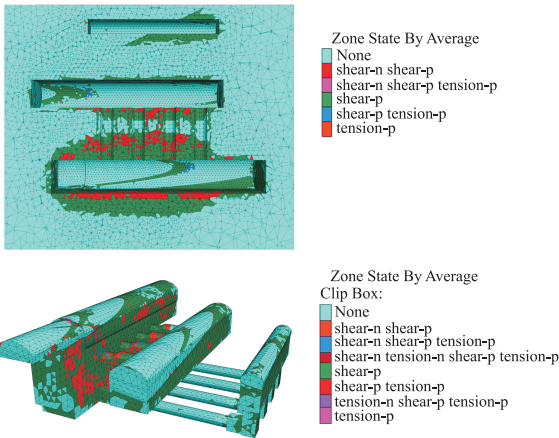 Zone State By Average
None
shear-n shear-p
shear-n shear-p tension-p
shear-p
shear-p tension-p
tension-p
Zone State By Average
Clip Box:
None
shear-n shear-p
shear-n shear-p tension-p
shear-n tension-n shear-p tension-p
shear-p
shear-p tension-p
tension-n shear-p tension-p
tension-p